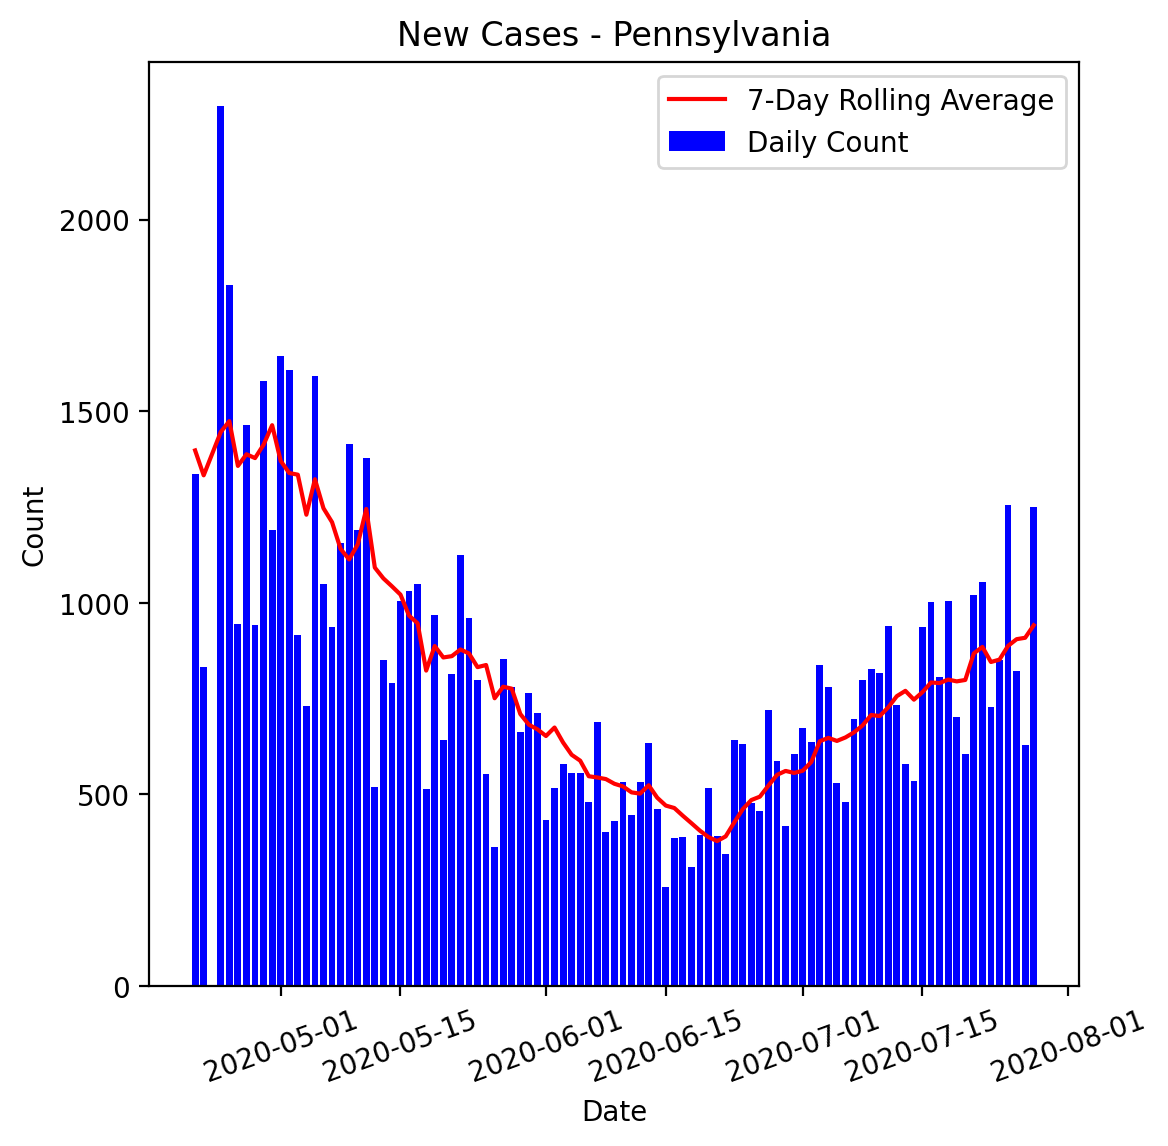 New Cases - Pennsylvania
7-Day Rolling Average
Daily Count
2000
1500
1000
500
0
Count
2020-05-01
2020-05-15
2020-06-01
2020-06-15
2020-07-01
2020-07-15
2020-08-01
Date